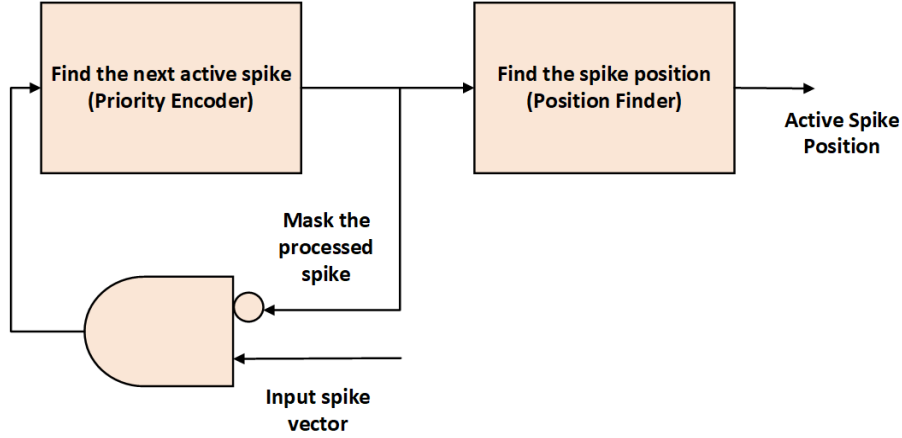 Find the next active spike
(Priority Encoder)
Find the spike position
(Position Finder)
Active Spike
Position
Mask the
processed
spike
Input spike
vector